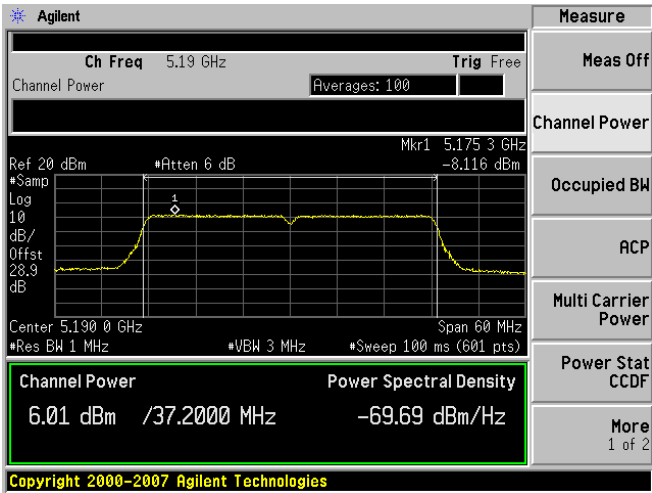 Agilent
Measure
Ch Freq 5.19 GHz Trig Free
Channel Power Averages: 100
Meas Off
Channel Power
Mkr1 5.175 3 GHz
Ref 20 dBm #Atten 6 dB -8.116 dBm
#Samp
Log
10
dB/
Offst
28.9
dB
1
Occupied BW
ACP
Multi Carrier
Power
Center 5.190 0 GHz Span 60 MHz
#Res BW 1 MHz #VBW 3 MHz #Sweep 100 ms (601 pts)
Power Stat
CCDF
Channel Power Power Spectral Density
6.01 dBm /37.2000 MHz -69.69 dBm/Hz
More
1 of 2
Copyright 2000-2007 Agilent Technologies